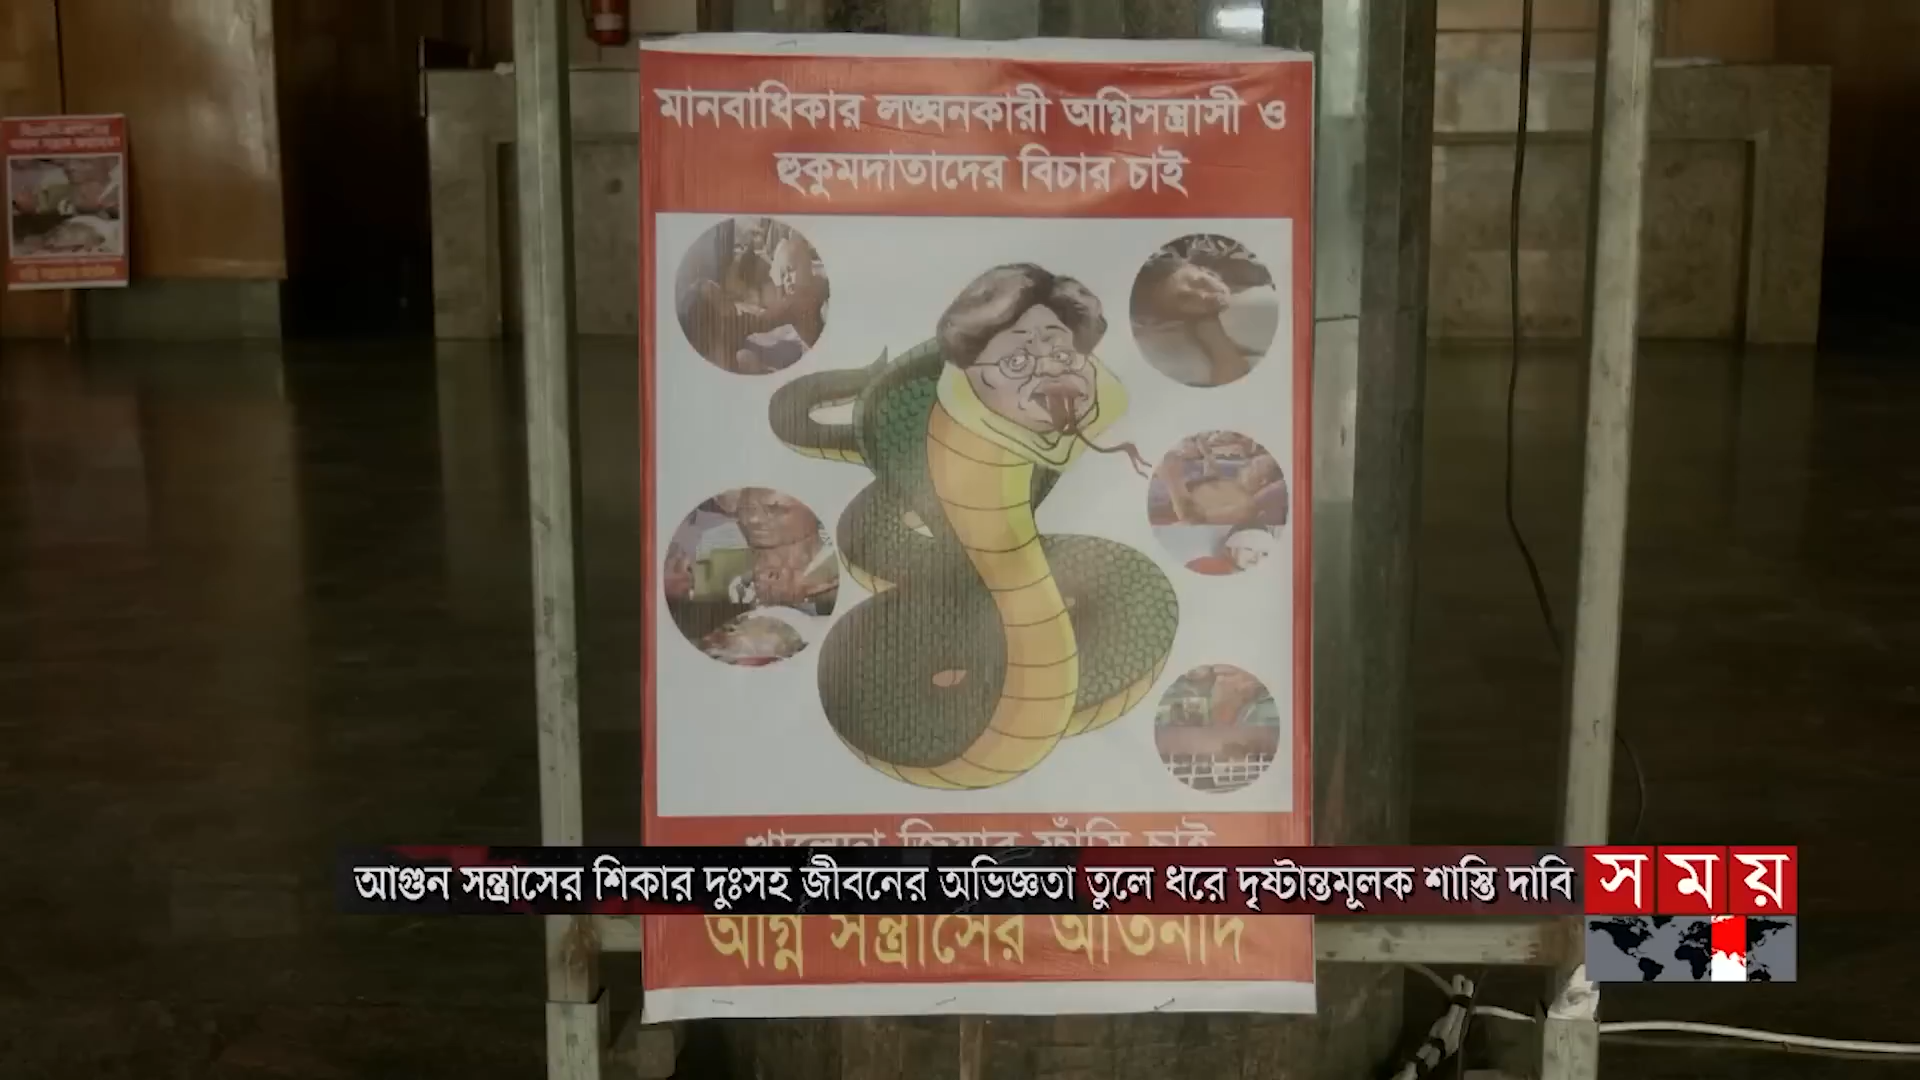 মানবাধিকার লঙ্ঘনকারী অগ্নিসন্ত্রাসী ও
হুকুমদাতাদের বিচার চাই
খালেদা জিয়ার ফাঁসি চাই
আগুন সন্ত্রাসের শিকার দুঃসহ জীবনের অভিজ্ঞতা তুলে ধরে দৃষ্টান্তমূলক শাস্তি দাবি
সময়
অগ্নি সন্ত্রাসের আর্তনাদ